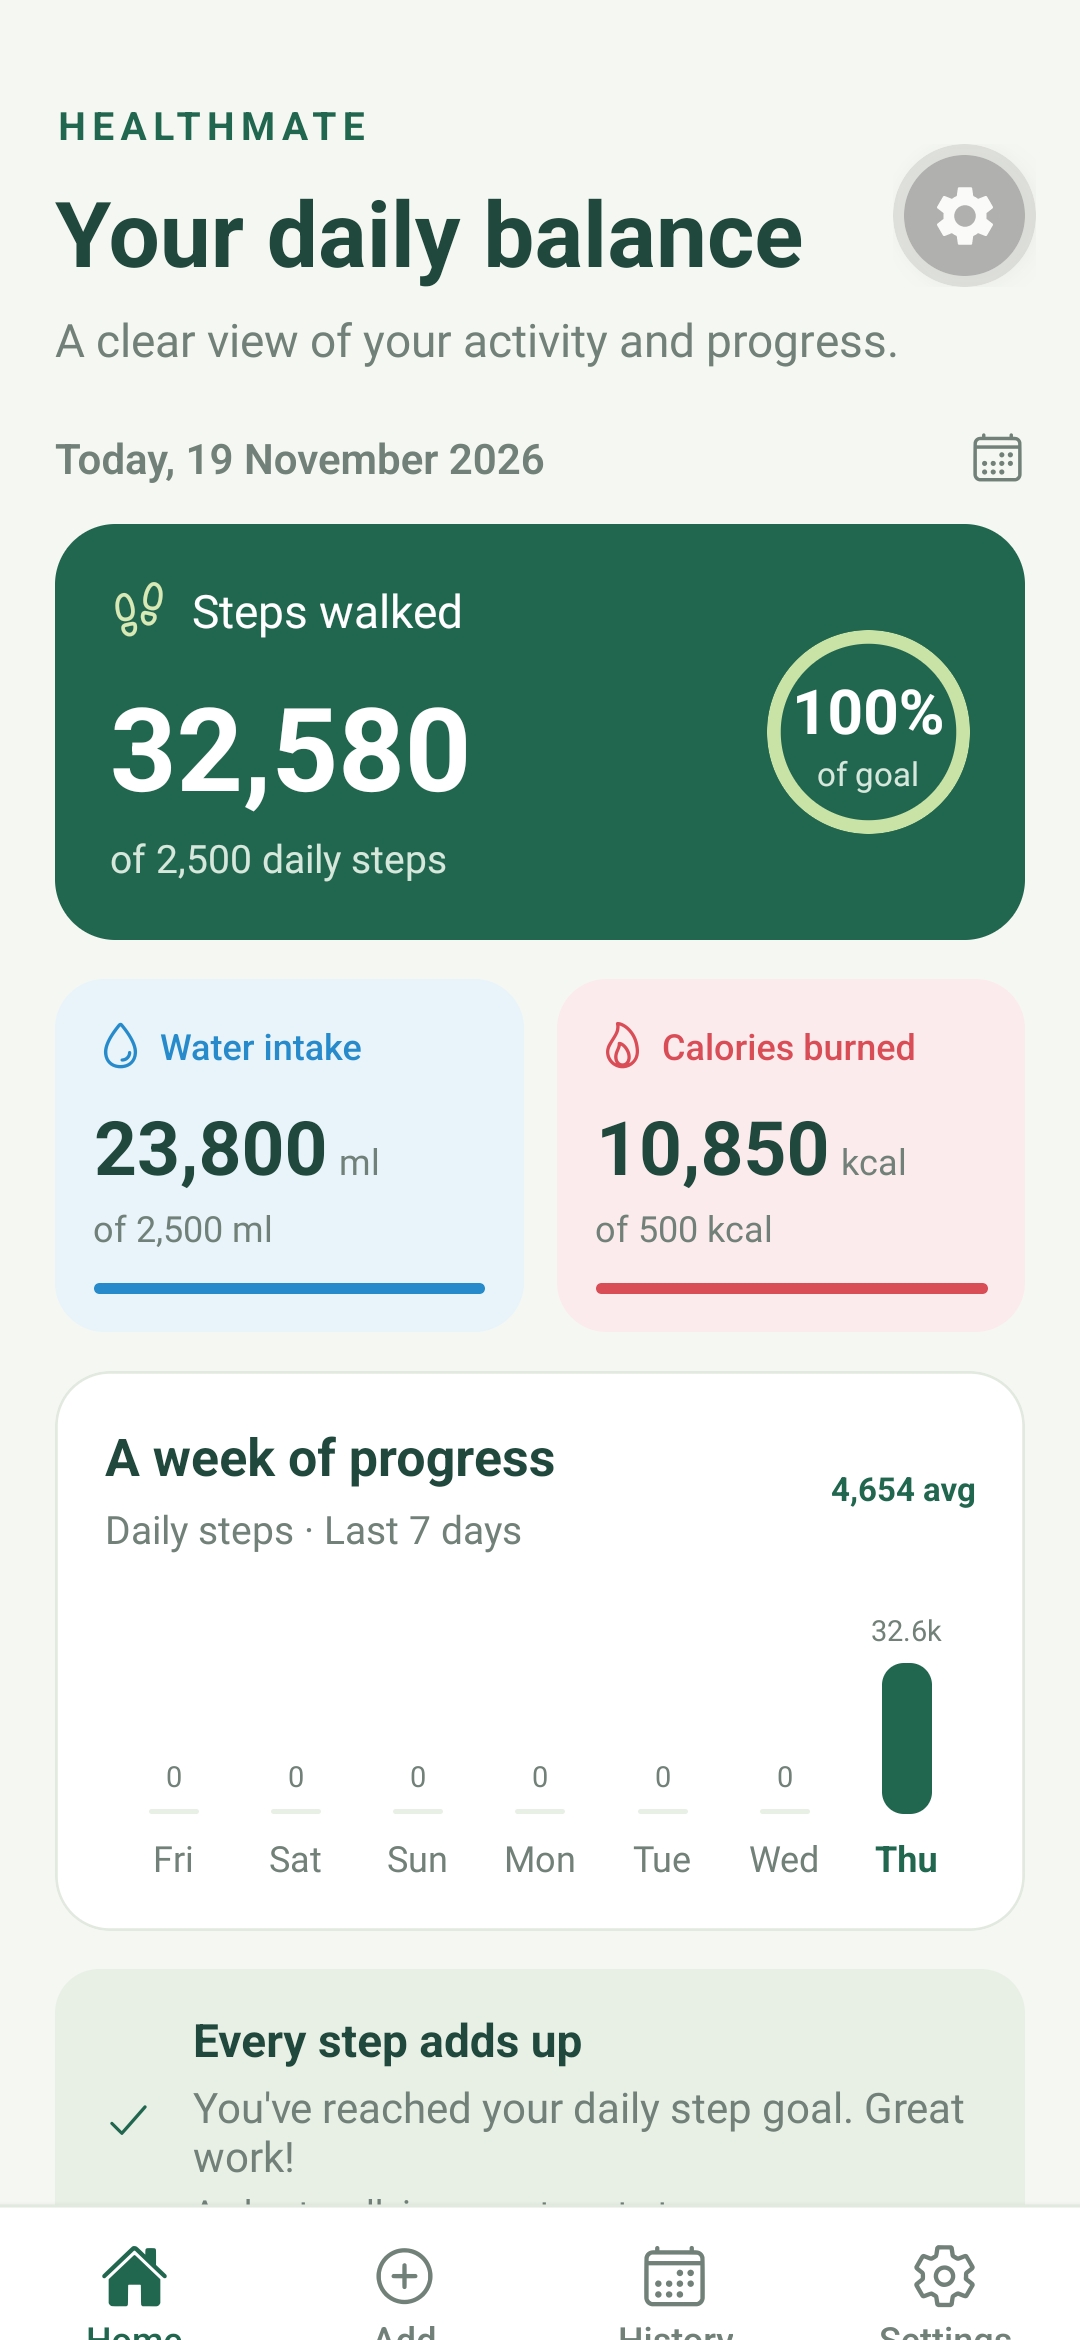 HEALTHMATE
Your daily balance
A clear view of your activity and progress.
Today, 19 November 2026
Steps walked
32,580
of 2,500 daily steps
100%
of goal
Water intake
23,800 ml
of 2,500 ml
Calories burned
10,850 kcal
of 500 kcal
A week of progress
Daily steps · Last 7 days
4,654 avg
0 0 0 0 0 0 32.6k
Fri Sat Sun Mon Tue Wed Thu
Every step adds up
You've reached your daily step goal. Great
work!
Home Add History Settings